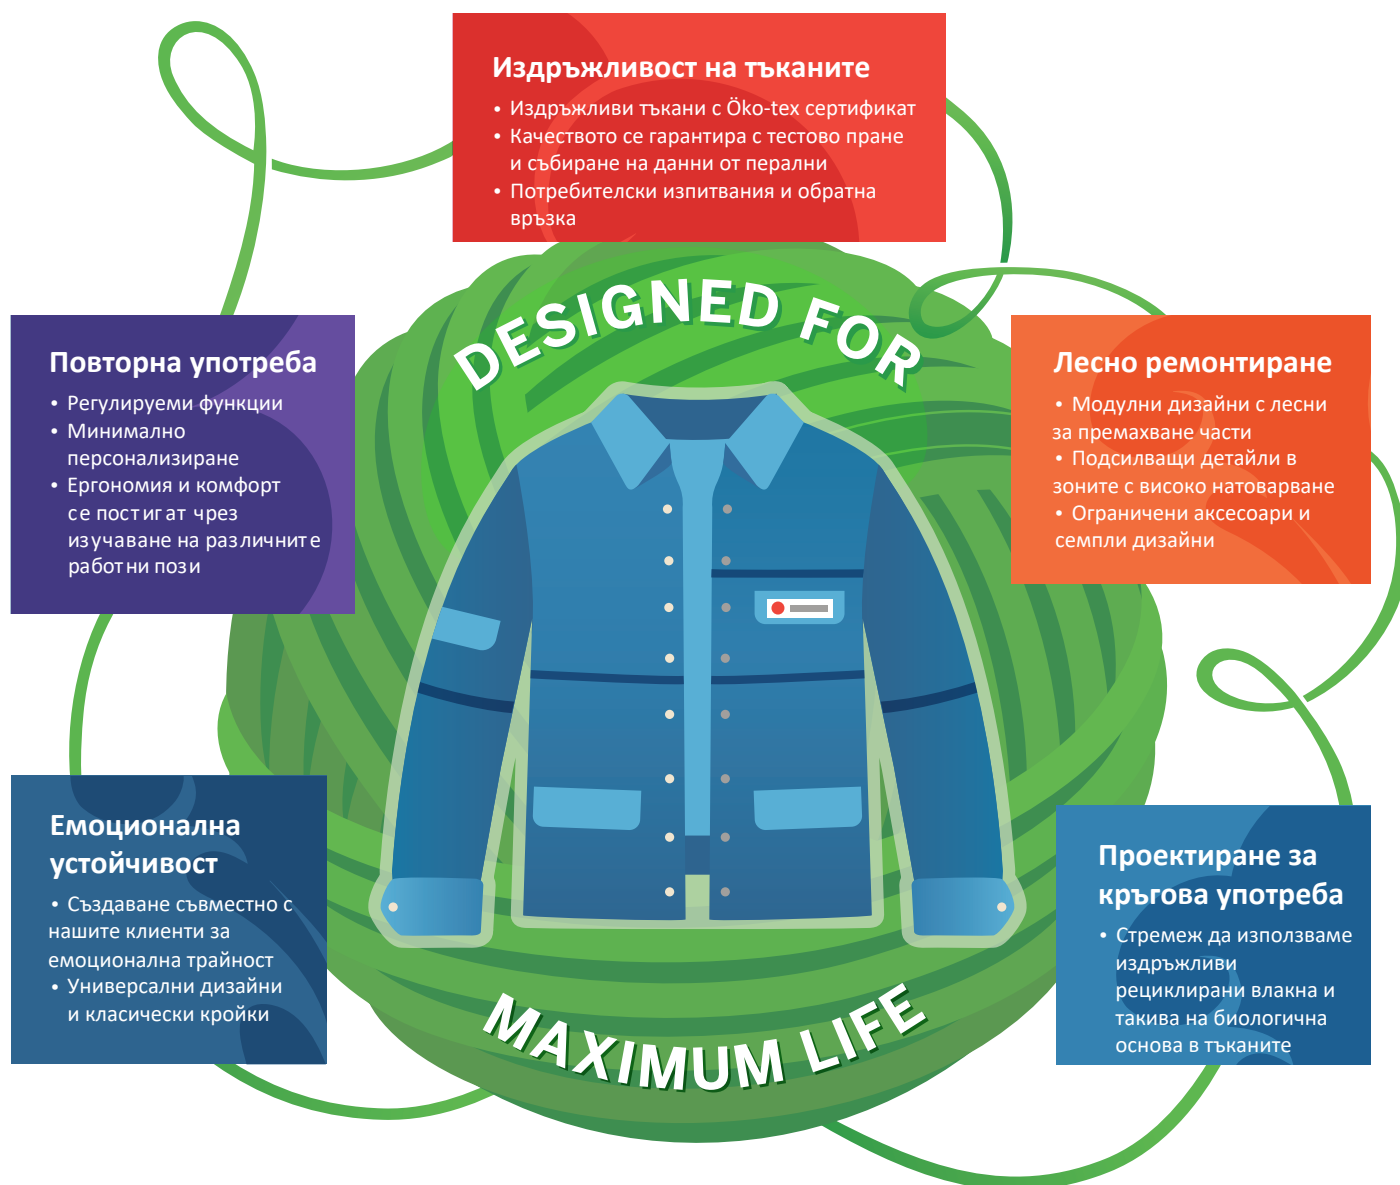 Издръжливост на тъканите
• Издръжливи тъкани с Öko-tex сертификат
• Качеството се гарантира с тестово пране
и събиране на данни от перални
• Потребителски изпитвания и обратна
връзка
DESIGNED FOR
Повторна употреба
• Регулируеми функции
• Минимално
персонализиране
• Ергономия и комфорт
се постигат чрез
изучаване на различните
работни пози
Лесно ремонтиране
• Модулни дизайни с лесни
за премахване части
• Подсилващи детайли в
зоните с високо натоварване
• Ограничени аксесоари и
семпли дизайни
Емоционална
устойчивост
• Създаване съвместно с
нашите клиенти за
емоционална трайност
• Универсални дизайни
и класически кройки
Проектиране за
кръгова употреба
• Стремеж да използваме
издръжливи
рециклирани влакна и
такива на биологична
основа в тъканите
MAXIMUM LIFE